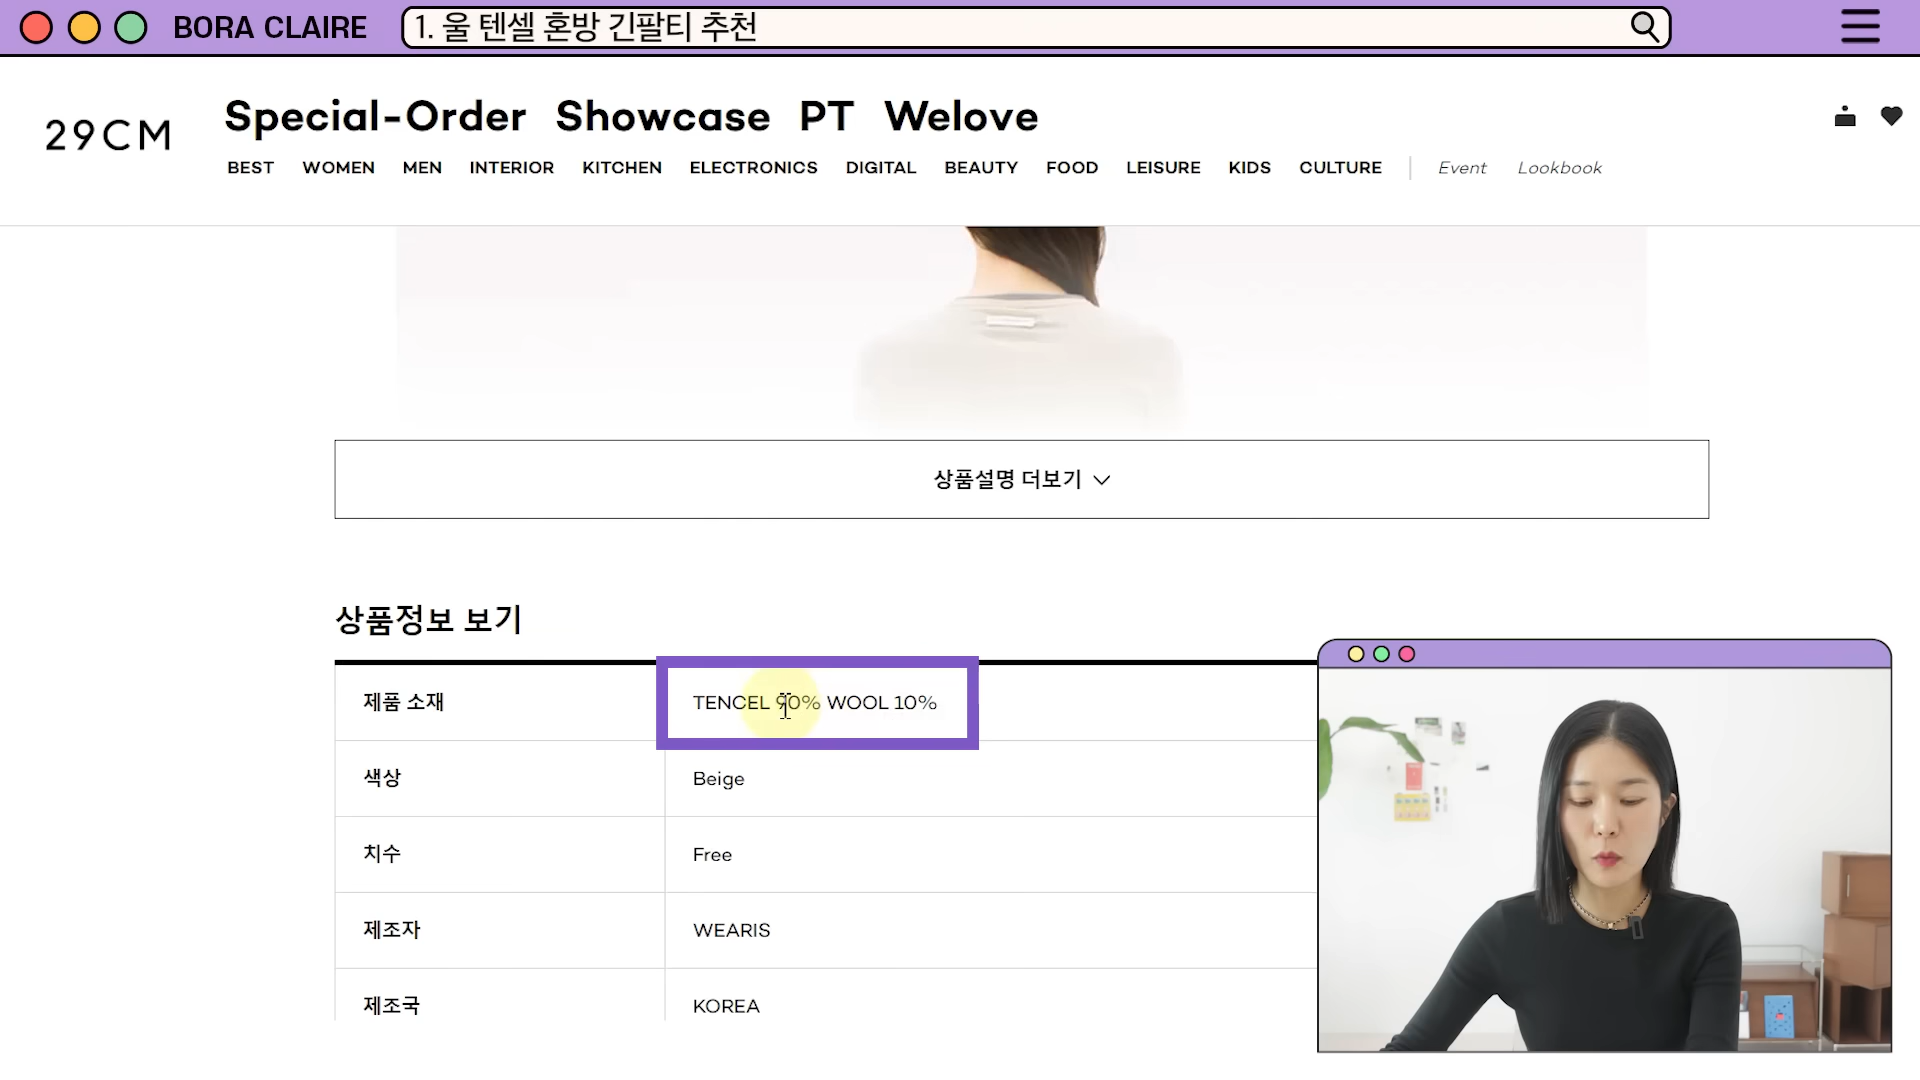 BORA CLAIRE
1. 울 텐셀 혼방 긴팔티 추천
29CM
Special-Order Showcase PT Welove
BEST WOMEN MEN INTERIOR KITCHEN ELECTRONICS DIGITAL BEAUTY FOOD LEISURE KIDS CULTURE Event Lookbook
상품설명 더보기
상품정보 보기
제품 소재 TENCEL 90% WOOL 10%
색상 Beige
치수 Free
제조자 WEARIS
제조국 KOREA